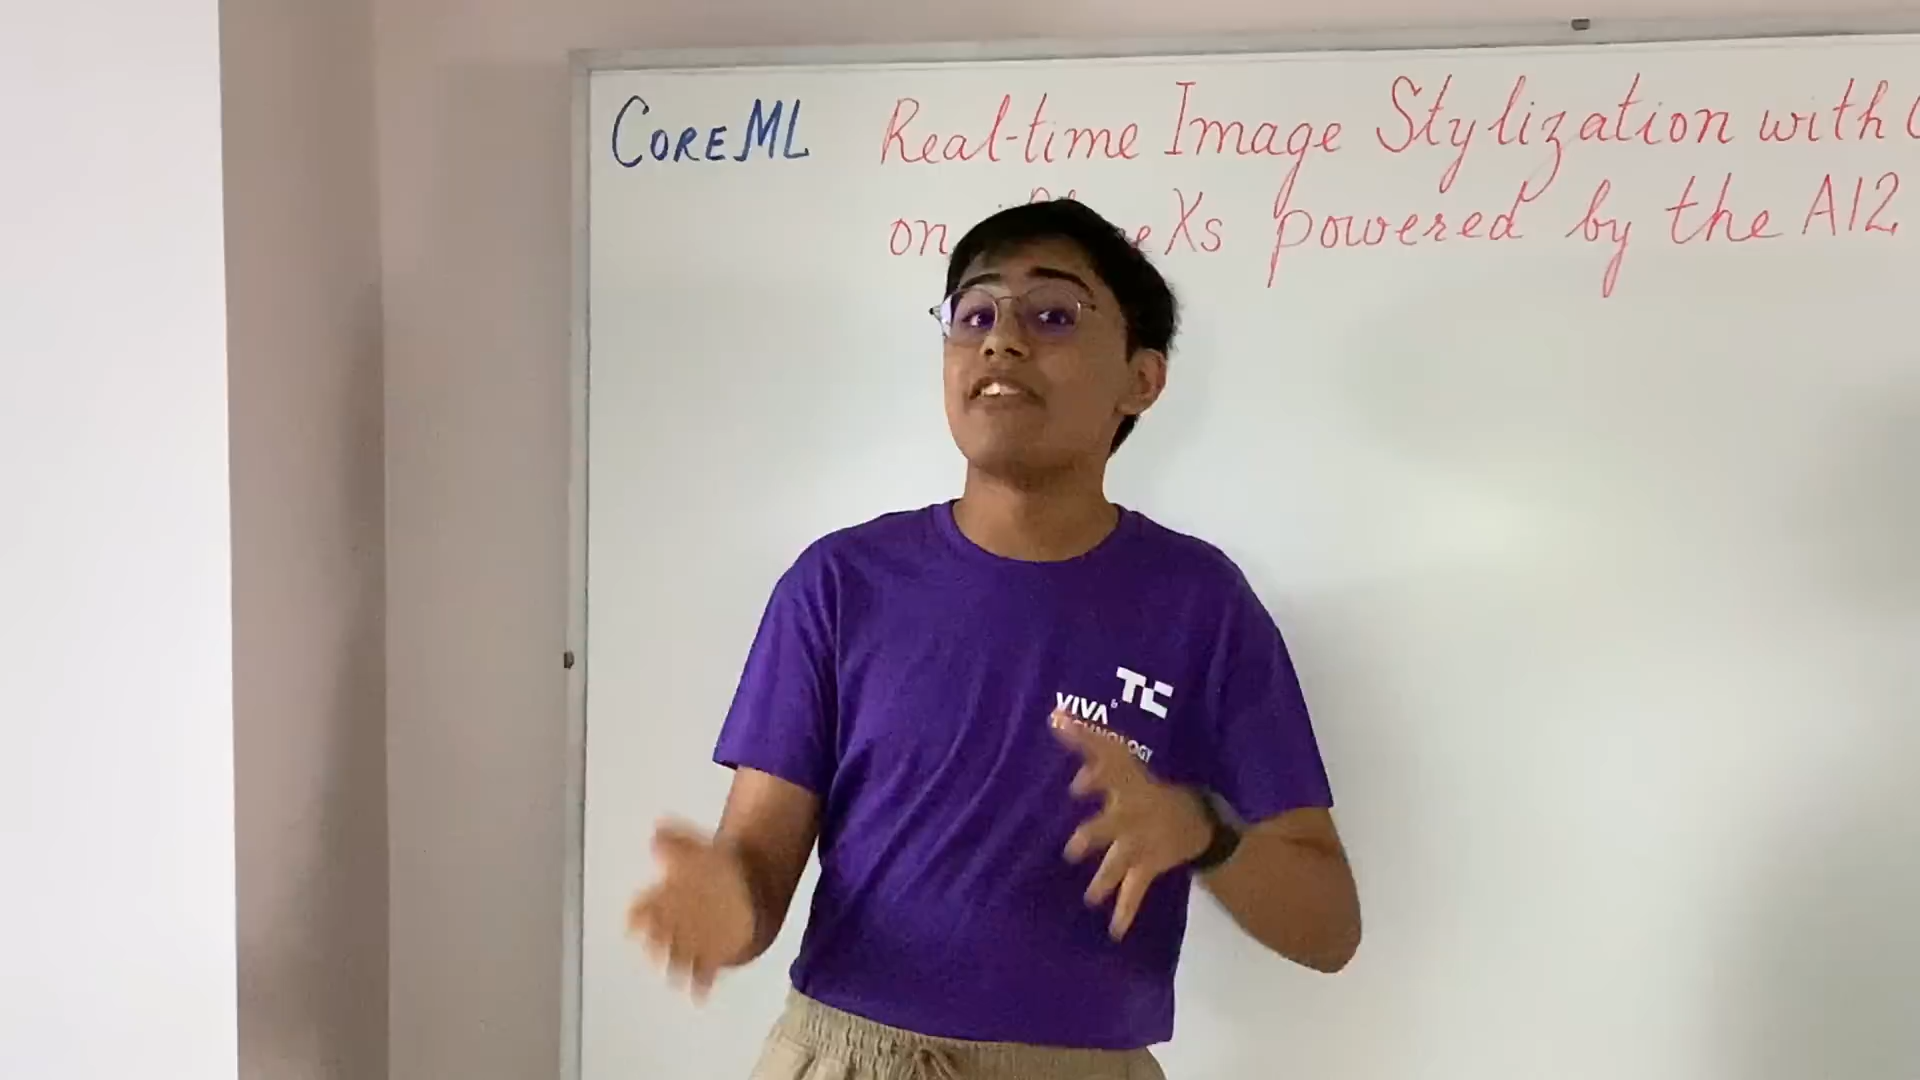 CoreML
Real-time Image Stylization with
on Xs powered by the A12
TC
VIVA &